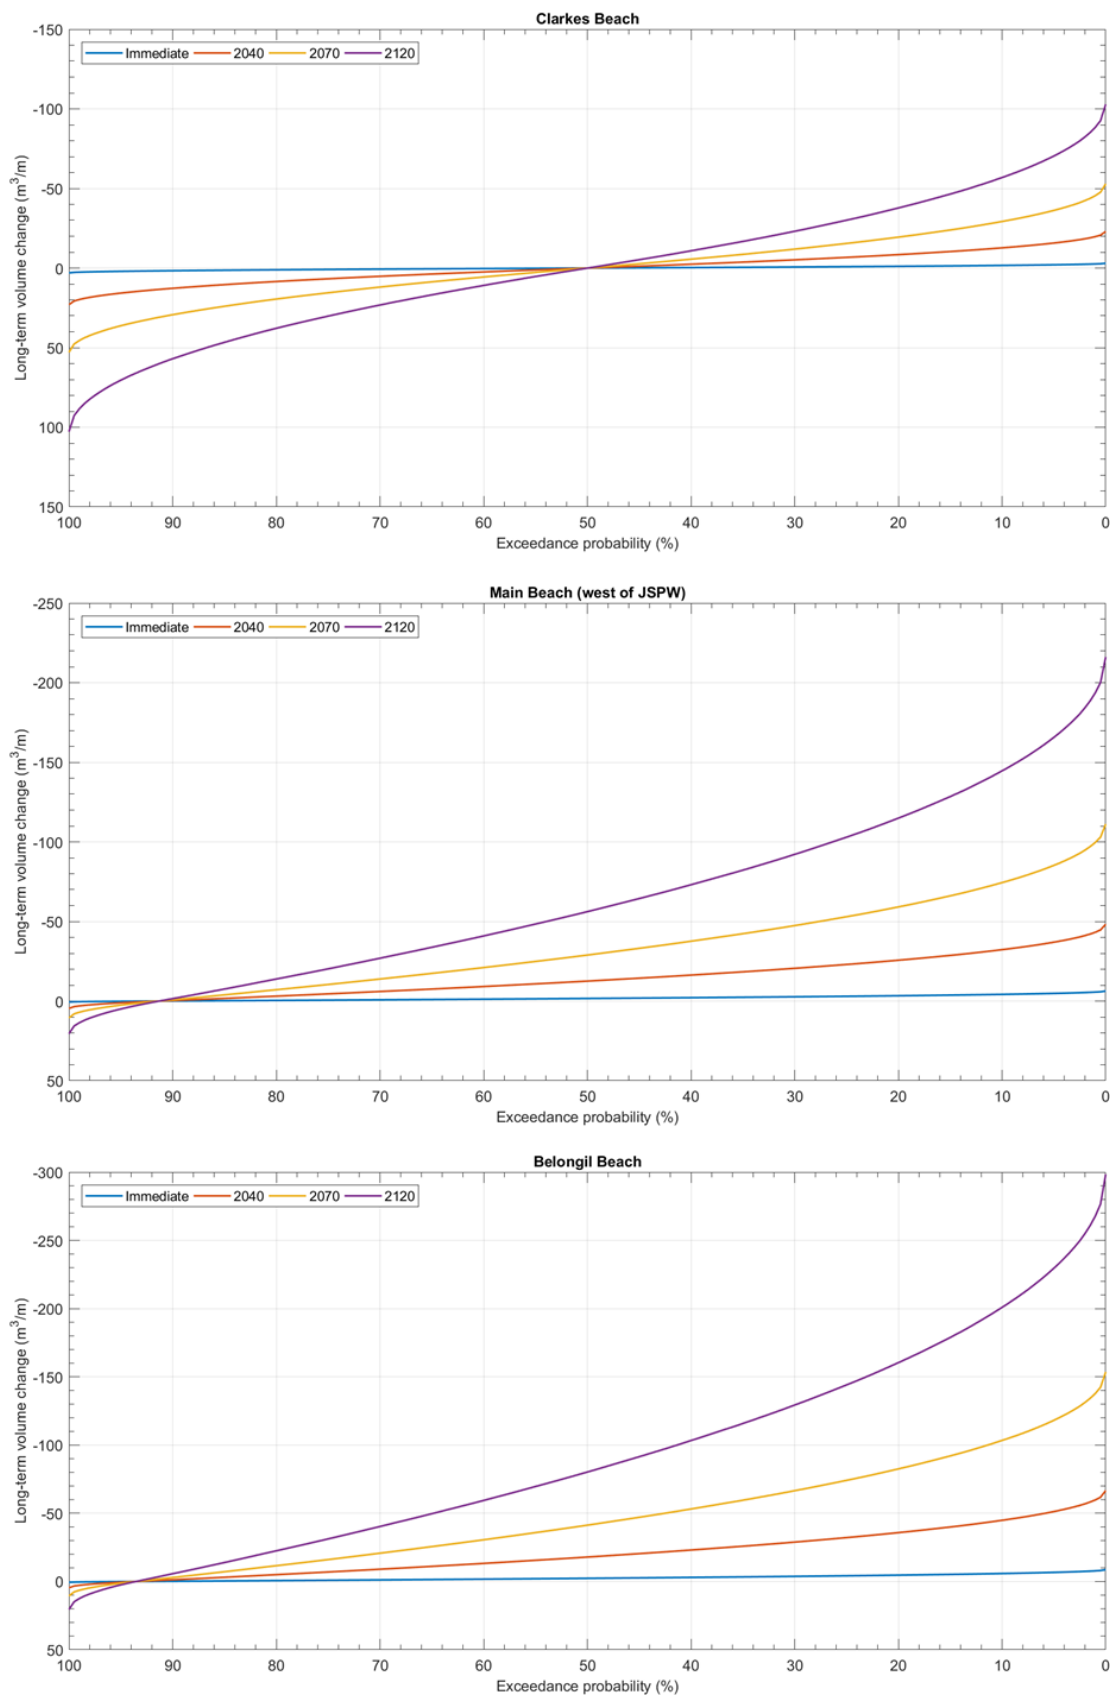 Clarkes Beach
Immediate 2040 2070 2120
-150
-100
-50
0
50
100
150
Long-term volume change (m³/m)
100 90 80 70 60 50 40 30 20 10 0
Exceedance probability (%)
Main Beach (west of JSPW)
Immediate 2040 2070 2120
-250
-200
-150
-100
-50
0
50
Long-term volume change (m³/m)
100 90 80 70 60 50 40 30 20 10 0
Exceedance probability (%)
Belongil Beach
Immediate 2040 2070 2120
-300
-250
-200
-150
-100
-50
0
50
Long-term volume change (m³/m)
100 90 80 70 60 50 40 30 20 10 0
Exceedance probability (%)